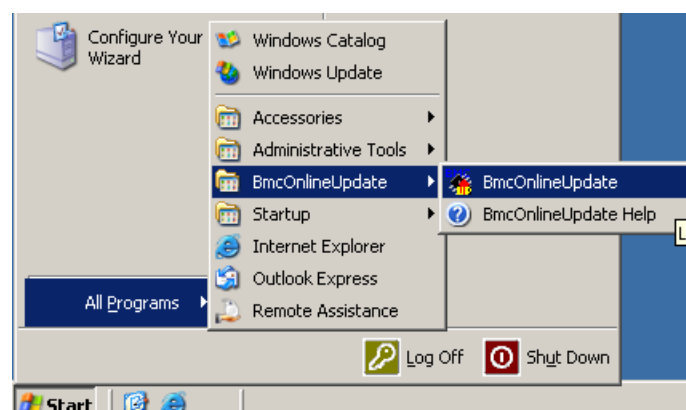 Configure Your
Wizard
Windows Catalog
Windows Update
Accessories
Administrative Tools
BmcOnlineUpdate
Startup
Internet Explorer
Outlook Express
Remote Assistance
BmcOnlineUpdate
BmcOnlineUpdate Help
L
All Programs
Log Off
Shut Down
Start